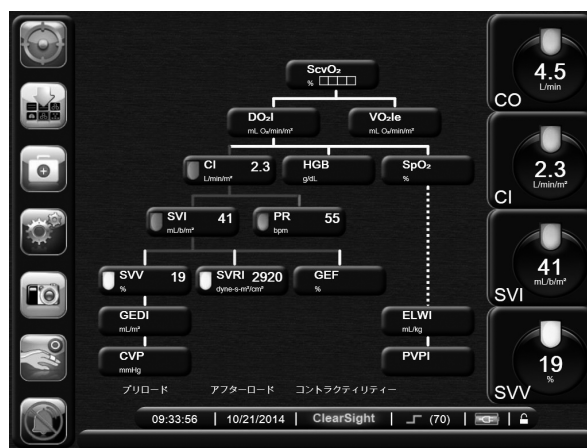 ScvO₂
%
DO₂I
mL O₂/min/m²
VO₂Ie
mL O₂/min/m²
CI 2.3
L/min/m²
HGB
g/dL
SpO₂
%
SVI 41
mL/b/m²
PR 55
bpm
SVV 19
%
SVRI 2920
dyne-s-m²/cm⁵
GEF
%
GEDI
mL/m²
ELWI
mL/kg
CVP
mmHg
PVPI
プリロード アフターロード コントラクティリティー
09:33:56 | 10/21/2014 | ClearSight | (70)
4.5
L/min
CO
2.3
L/min/m²
CI
41
mL/b/m²
SVI
19
%
SVV